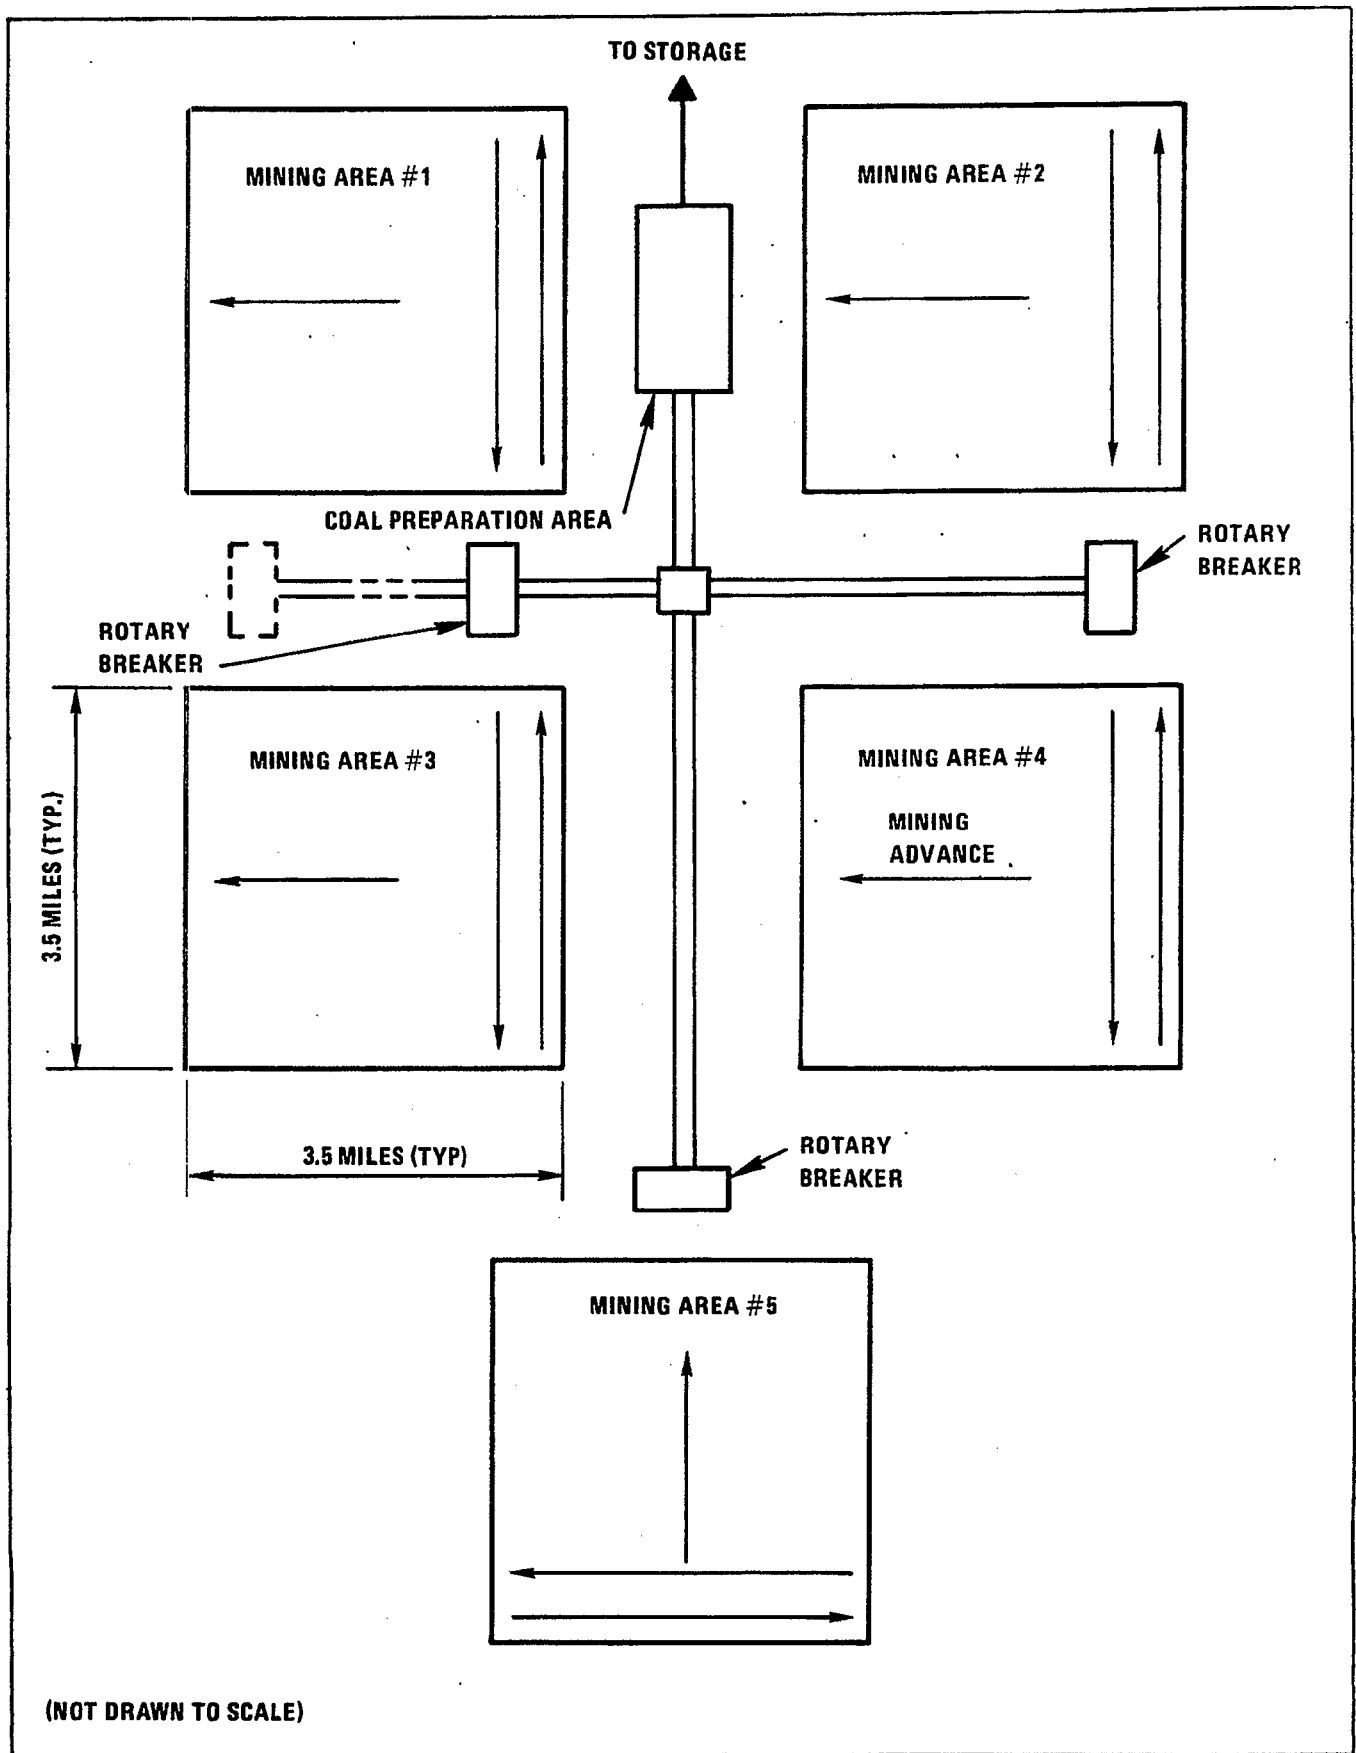 TO STORAGE
MINING AREA #1
MINING AREA #2
COAL PREPARATION AREA
ROTARY
BREAKER
ROTARY
BREAKER
MINING AREA #3
MINING AREA #4
MINING
ADVANCE
3.5 MILES (TYP.)
3.5 MILES (TYP)
ROTARY
BREAKER
MINING AREA #5
(NOT DRAWN TO SCALE)